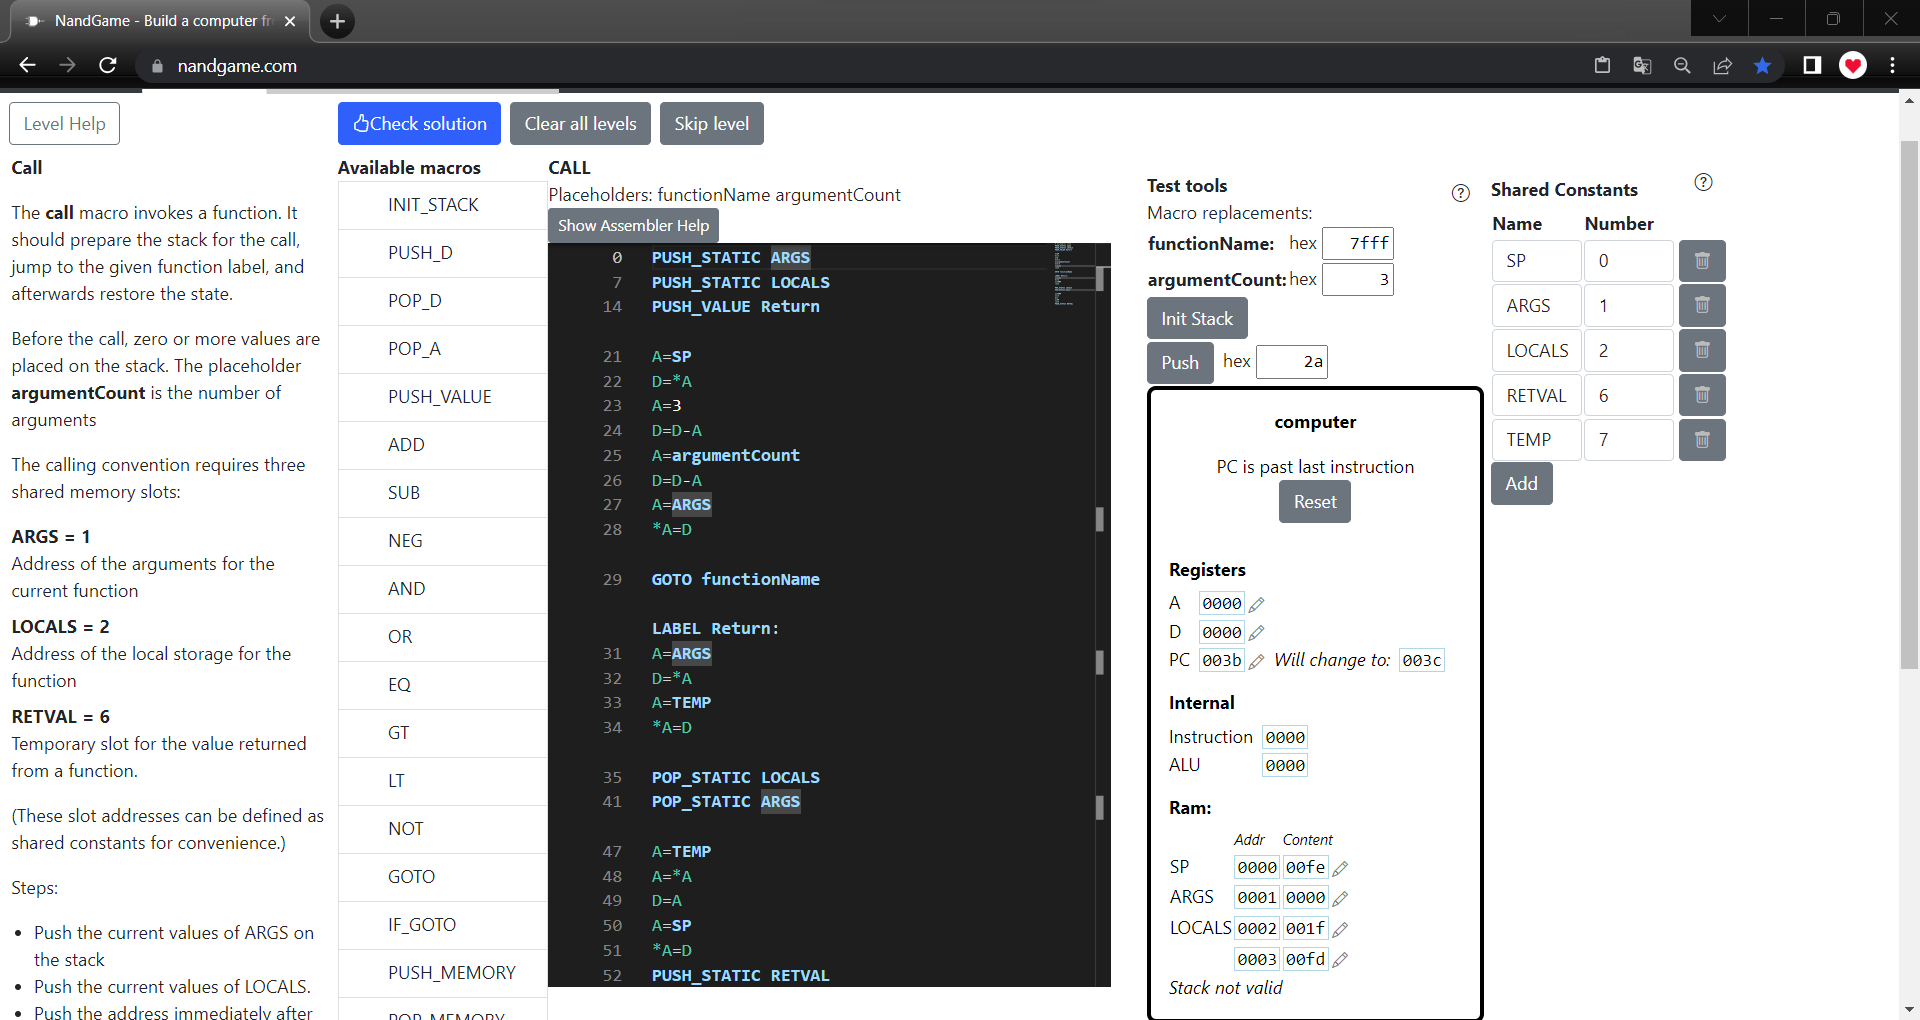 NandGame - Build a computer fr
nandgame.com
Level Help
Check solution
Clear all levels
Skip level
Call
The call macro invokes a function. It
should prepare the stack for the call,
jump to the given function label, and
afterwards restore the state.
Before the call, zero or more values are
placed on the stack. The placeholder
argumentCount is the number of
arguments
The calling convention requires three
shared memory slots:
ARGS = 1
Address of the arguments for the
current function
LOCALS = 2
Address of the local storage for the
function
RETVAL = 6
Temporary slot for the value returned
from a function.
(These slot addresses can be defined as
shared constants for convenience.)
Steps:
• Push the current values of ARGS on
the stack
• Push the current values of LOCALS.
• Push the address immediately after
Available macros
INIT_STACK
PUSH_D
POP_D
POP_A
PUSH_VALUE
ADD
SUB
NEG
AND
OR
EQ
GT
LT
NOT
GOTO
IF_GOTO
PUSH_MEMORY
POP_MEMORY
CALL
Placeholders: functionName argumentCount
Show Assembler Help
0 PUSH_STATIC ARGS
7 PUSH_STATIC LOCALS
14 PUSH_VALUE Return
21 A=SP
22 D=*A
23 A=3
24 D=D-A
25 A=argumentCount
26 D=D-A
27 A=ARGS
28 *A=D
29 GOTO functionName
LABEL Return:
31 A=ARGS
32 D=*A
33 A=TEMP
34 *A=D
35 POP_STATIC LOCALS
41 POP_STATIC ARGS
47 A=TEMP
48 A=*A
49 D=A
50 A=SP
51 *A=D
52 PUSH_STATIC RETVAL
Test tools
Macro replacements:
functionName: hex 7fff
argumentCount: hex 3
Init Stack
Push hex 2a
computer
PC is past last instruction
Reset
Registers
A 0000
D 0000
PC 003b Will change to: 003c
Internal
Instruction 0000
ALU 0000
Ram:
Addr Content
SP 0000 00fe
ARGS 0001 0000
LOCALS 0002 001f
0003 00fd
Stack not valid
Shared Constants
Name Number
SP 0
ARGS 1
LOCALS 2
RETVAL 6
TEMP 7
Add